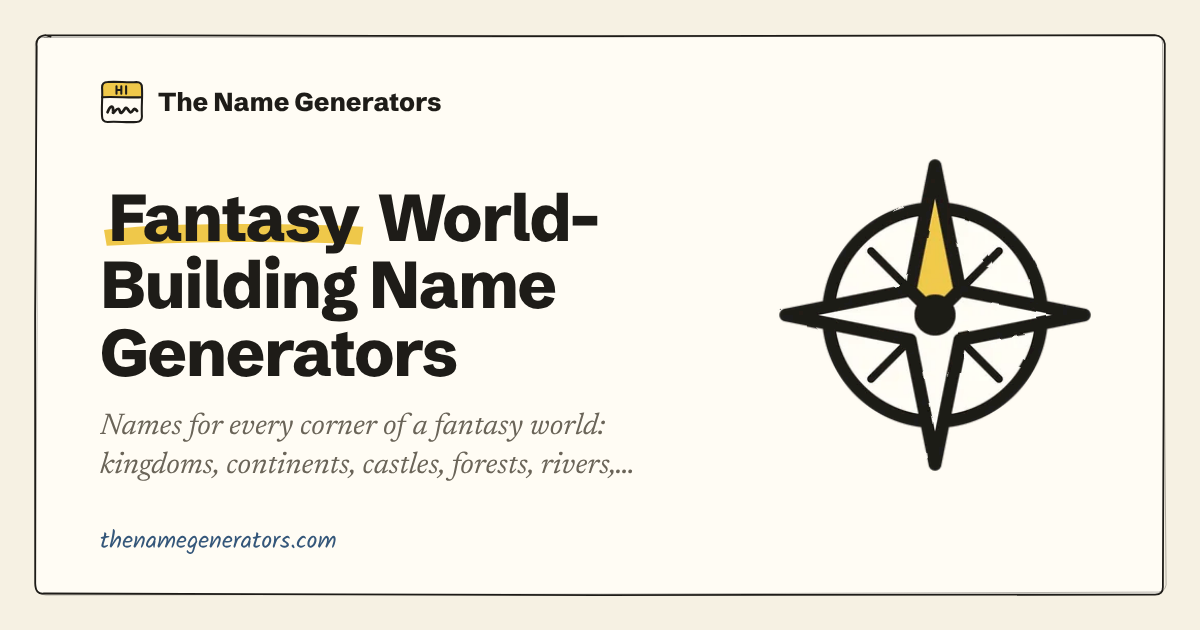 HI
The Name Generators
Fantasy World-
Building Name
Generators
Names for every corner of a fantasy world:
kingdoms, continents, castles, forests, rivers,...
thenamegenerators.com